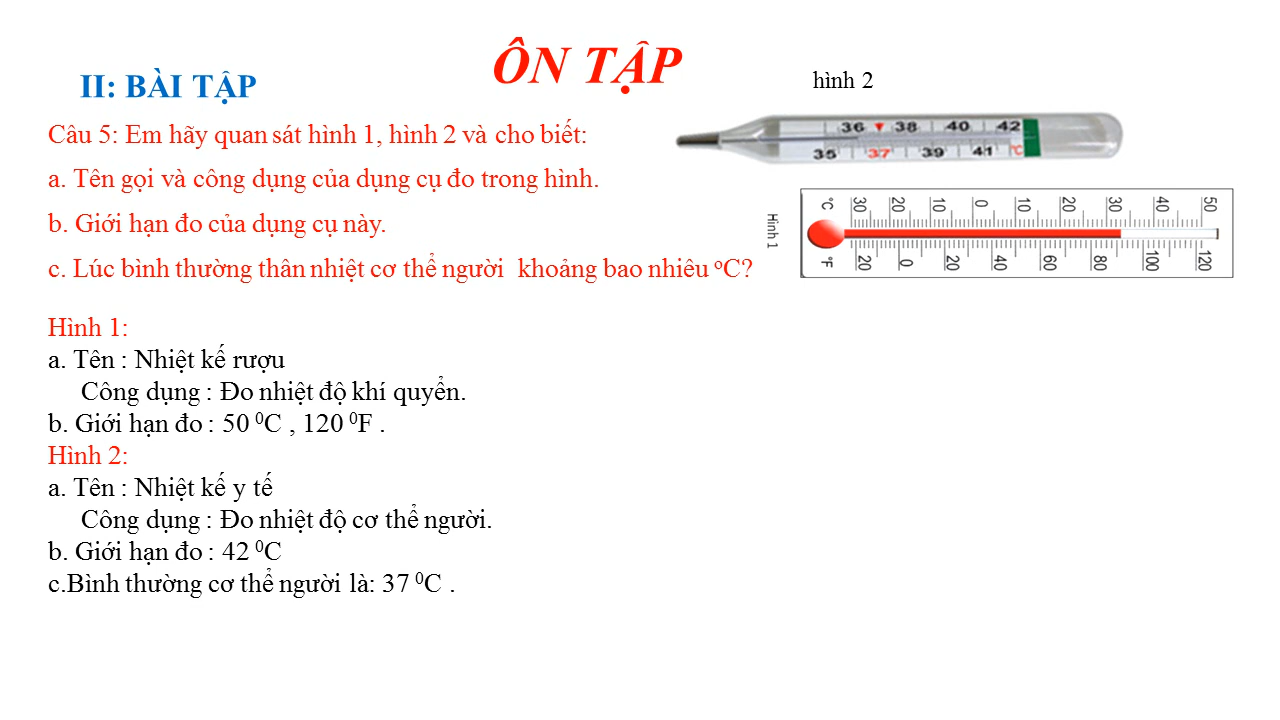 ÔN TẬP
II: BÀI TẬP
hình 2
Câu 5: Em hãy quan sát hình 1, hình 2 và cho biết:
a. Tên gọi và công dụng của dụng cụ đo trong hình.
b. Giới hạn đo của dụng cụ này.
c. Lúc bình thường thân nhiệt cơ thể người khoảng bao nhiêu ᵒC?
36 38 40 42
35 37 39 41 °C
Hình 1
°C 30 20 10 0 10 20 30 40 50
°F 20 0 20 40 60 80 100 120
Hình 1:
a. Tên : Nhiệt kế rượu
Công dụng : Đo nhiệt độ khí quyển.
b. Giới hạn đo : 50 ⁰C , 120 ⁰F .
Hình 2:
a. Tên : Nhiệt kế y tế
Công dụng : Đo nhiệt độ cơ thể người.
b. Giới hạn đo : 42 ⁰C
c.Bình thường cơ thể người là: 37 ⁰C .